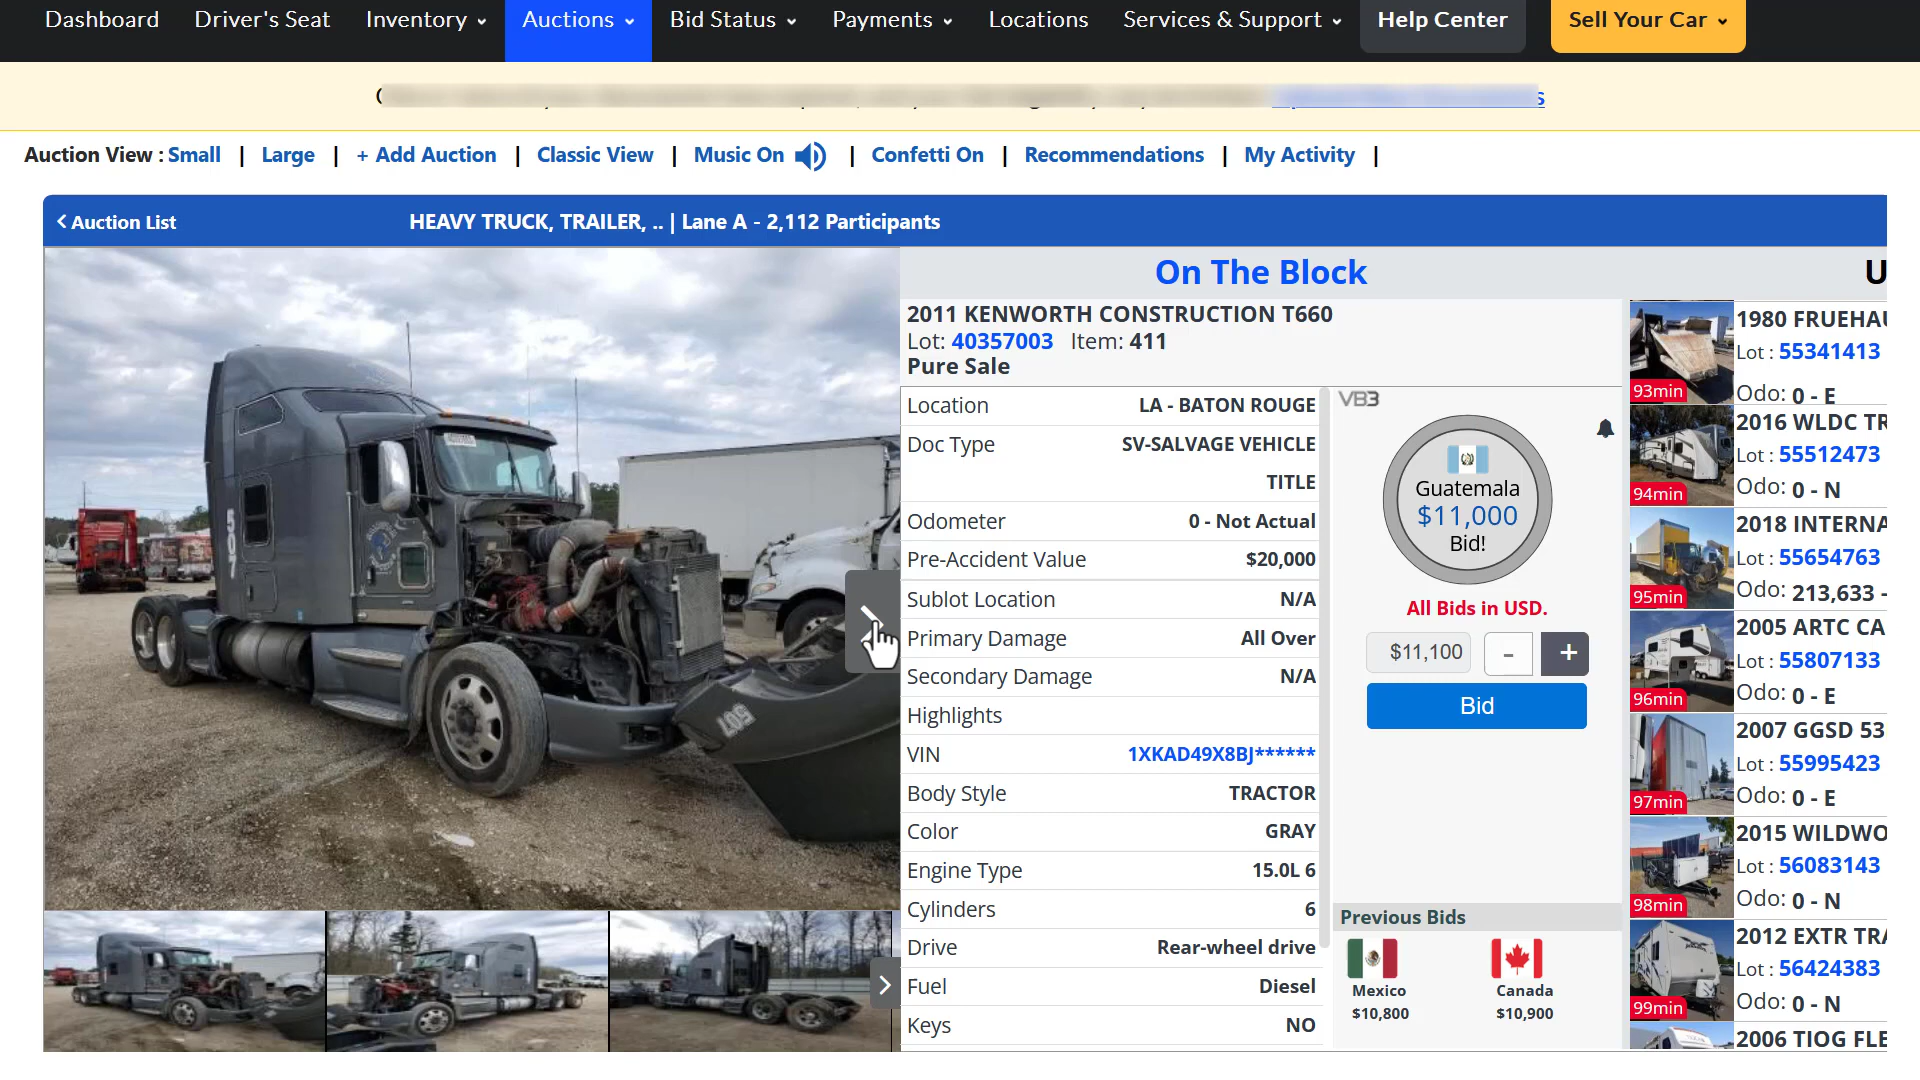 Dashboard Driver's Seat Inventory Auctions Bid Status Payments Locations Services & Support Help Center Sell Your Car
Auction View : Small | Large | + Add Auction | Classic View | Music On | Confetti On | Recommendations | My Activity |
Auction List
HEAVY TRUCK, TRAILER, .. | Lane A - 2,112 Participants
On The Block
2011 KENWORTH CONSTRUCTION T660
Lot: 40357003 Item: 411
Pure Sale
Location LA - BATON ROUGE
Doc Type SV-SALVAGE VEHICLE
TITLE
Odometer 0 - Not Actual
Pre-Accident Value $20,000
Sublot Location N/A
Primary Damage All Over
Secondary Damage N/A
Highlights
VIN 1XKAD49X8BJ******
Body Style TRACTOR
Color GRAY
Engine Type 15.0L 6
Cylinders 6
Drive Rear-wheel drive
Fuel Diesel
Keys NO
VB3
Guatemala
$11,000
Bid!
All Bids in USD.
$11,100 - +
Bid
Previous Bids
Mexico
$10,800
Canada
$10,900
U
1980 FRUEHAU
Lot : 55341413
93min
Odo: 0 - E
2016 WLDC TR
Lot : 55512473
94min
Odo: 0 - N
2018 INTERNA
Lot : 55654763
95min
Odo: 213,633 -
2005 ARTC CA
Lot : 55807133
96min
Odo: 0 - E
2007 GGSD 53
Lot : 55995423
97min
Odo: 0 - E
2015 WILDWO
Lot : 56083143
98min
Odo: 0 - N
2012 EXTR TRA
Lot : 56424383
99min
Odo: 0 - N
2006 TIOG FLE
507